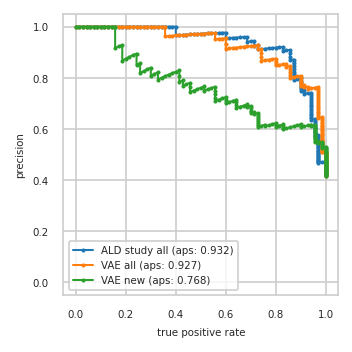 1.0
0.8
0.6
0.4
0.2
0.0
precision
ALD study all (aps: 0.932)
VAE all (aps: 0.927)
VAE new (aps: 0.768)
0.0 0.2 0.4 0.6 0.8 1.0
true positive rate